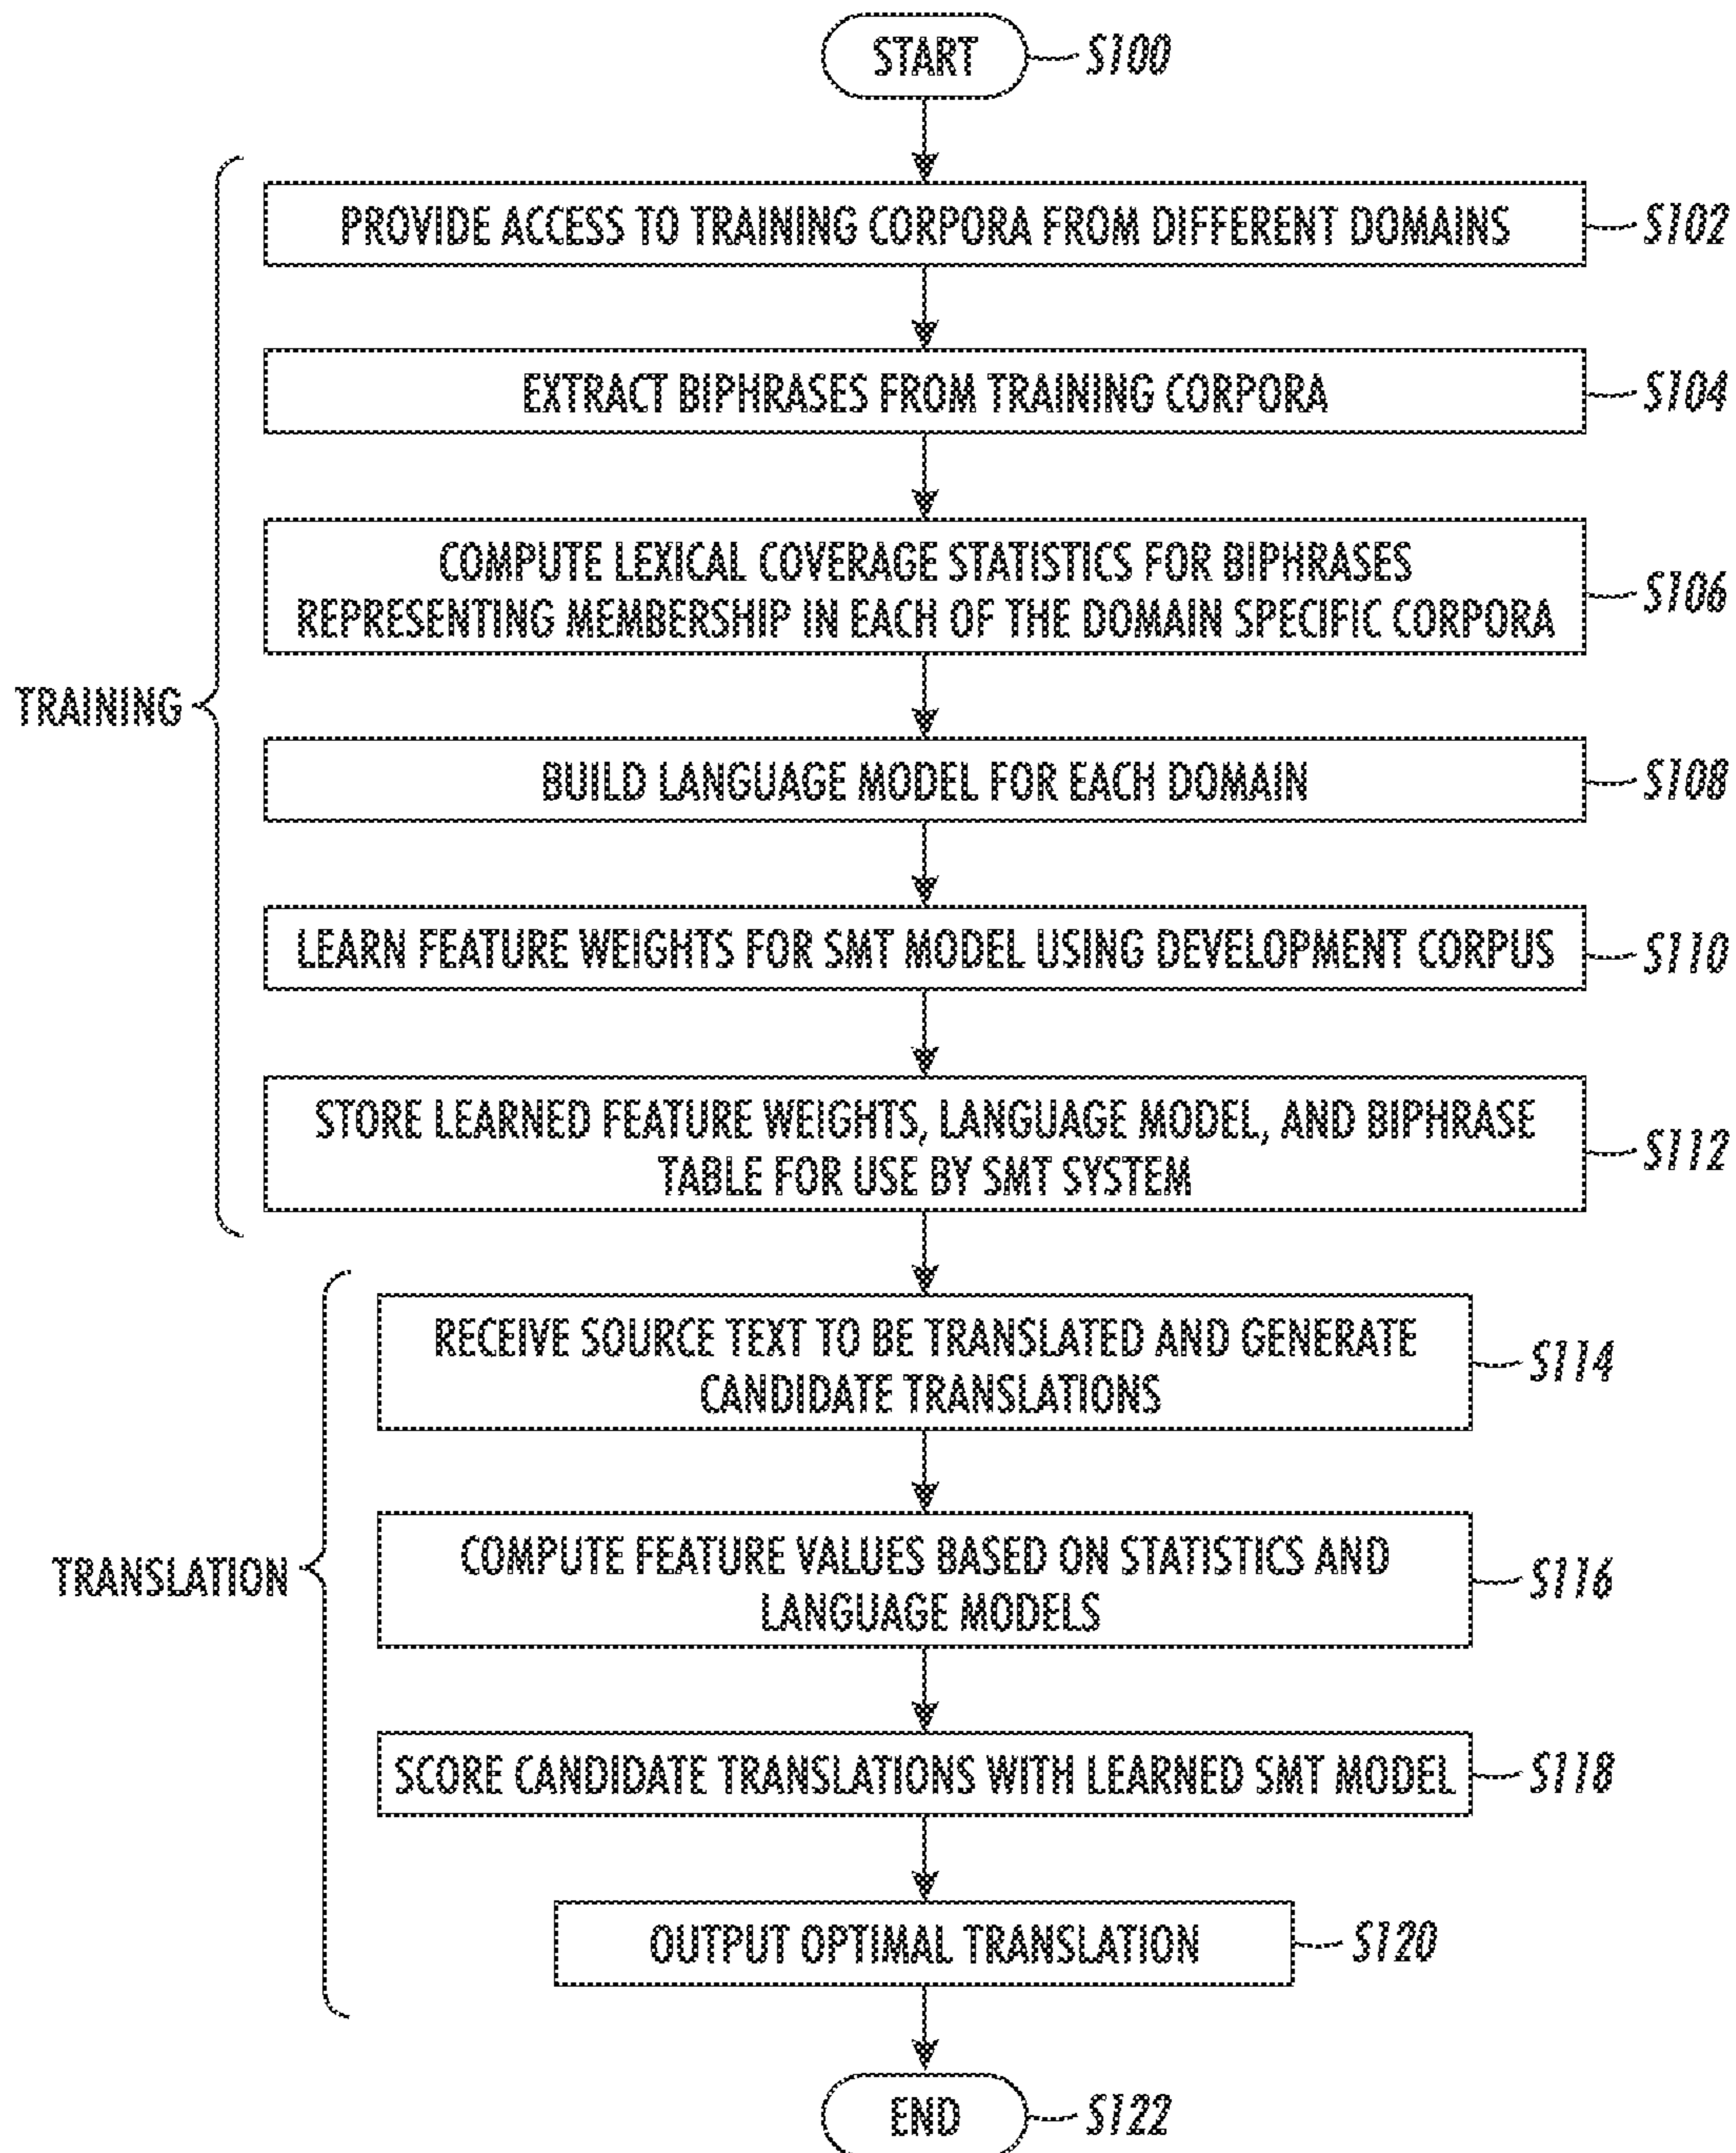 START
S100
PROVIDE ACCESS TO TRAINING CORPORA FROM DIFFERENT DOMAINS
S102
EXTRACT BIPHRASES FROM TRAINING CORPORA
S104
COMPUTE LEXICAL COVERAGE STATISTICS FOR BIPHRASES
REPRESENTING MEMBERSHIP IN EACH OF THE DOMAIN SPECIFIC CORPORA
S106
TRAINING
BUILD LANGUAGE MODEL FOR EACH DOMAIN
S108
LEARN FEATURE WEIGHTS FOR SMT MODEL USING DEVELOPMENT CORPUS
S110
STORE LEARNED FEATURE WEIGHTS, LANGUAGE MODEL, AND BIPHRASE
TABLE FOR USE BY SMT SYSTEM
S112
RECEIVE SOURCE TEXT TO BE TRANSLATED AND GENERATE
CANDIDATE TRANSLATIONS
S114
TRANSLATION
COMPUTE FEATURE VALUES BASED ON STATISTICS AND
LANGUAGE MODELS
S116
SCORE CANDIDATE TRANSLATIONS WITH LEARNED SMT MODEL
S118
OUTPUT OPTIMAL TRANSLATION
S120
END
S122